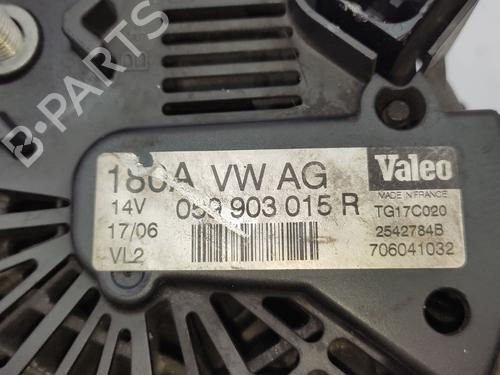 180A VW AG
Valeo
MADE IN FRANCE
14V 059 903 015 R
TG17C020
17/06
2542784B
VL2
706041032
B-PARTS